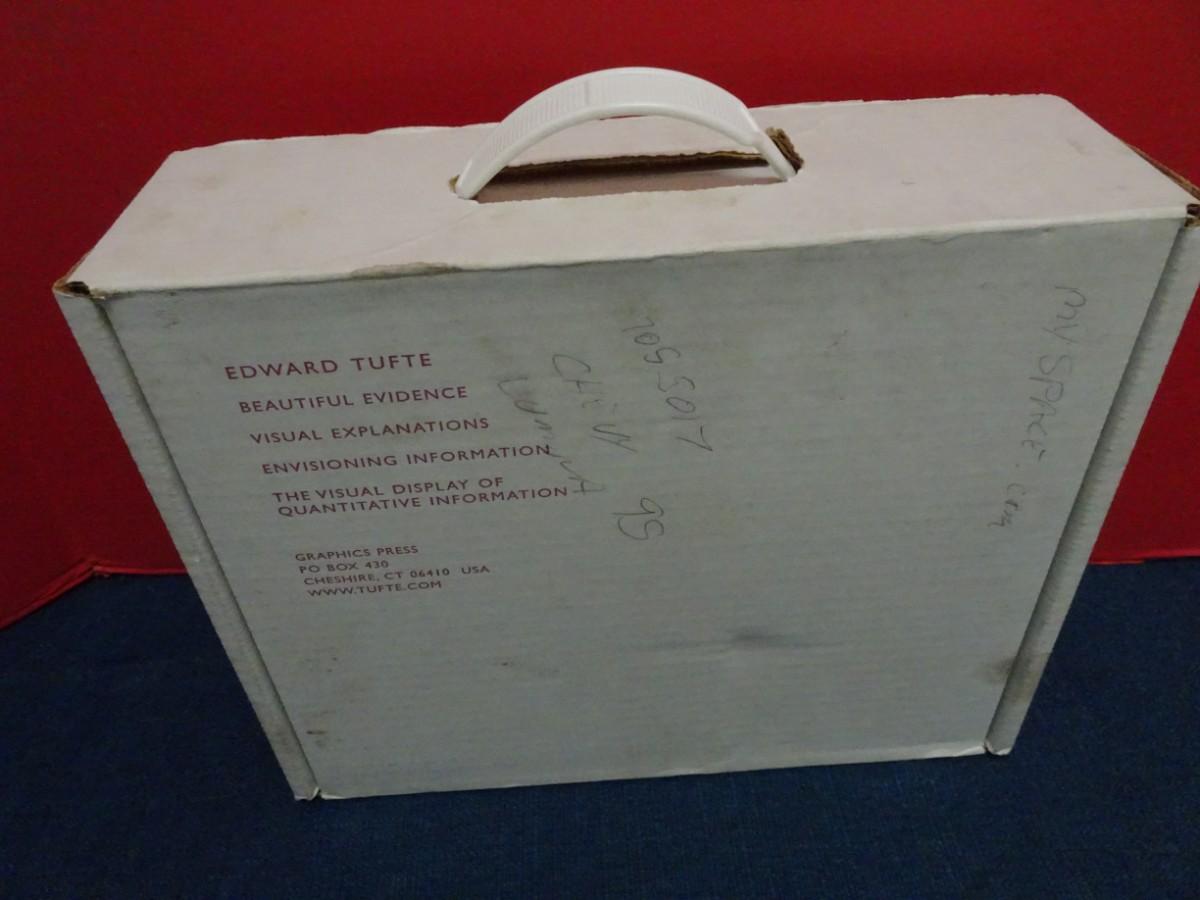 EDWARD TUFTE
BEAUTIFUL EVIDENCE
VISUAL EXPLANATIONS
ENVISIONING INFORMATION
THE VISUAL DISPLAY OF
QUANTITATIVE INFORMATION
GRAPHICS PRESS
PO BOX 430
CHESHIRE, CT 06410 USA
WWW.TUFTE.COM
MYSPACE.COM